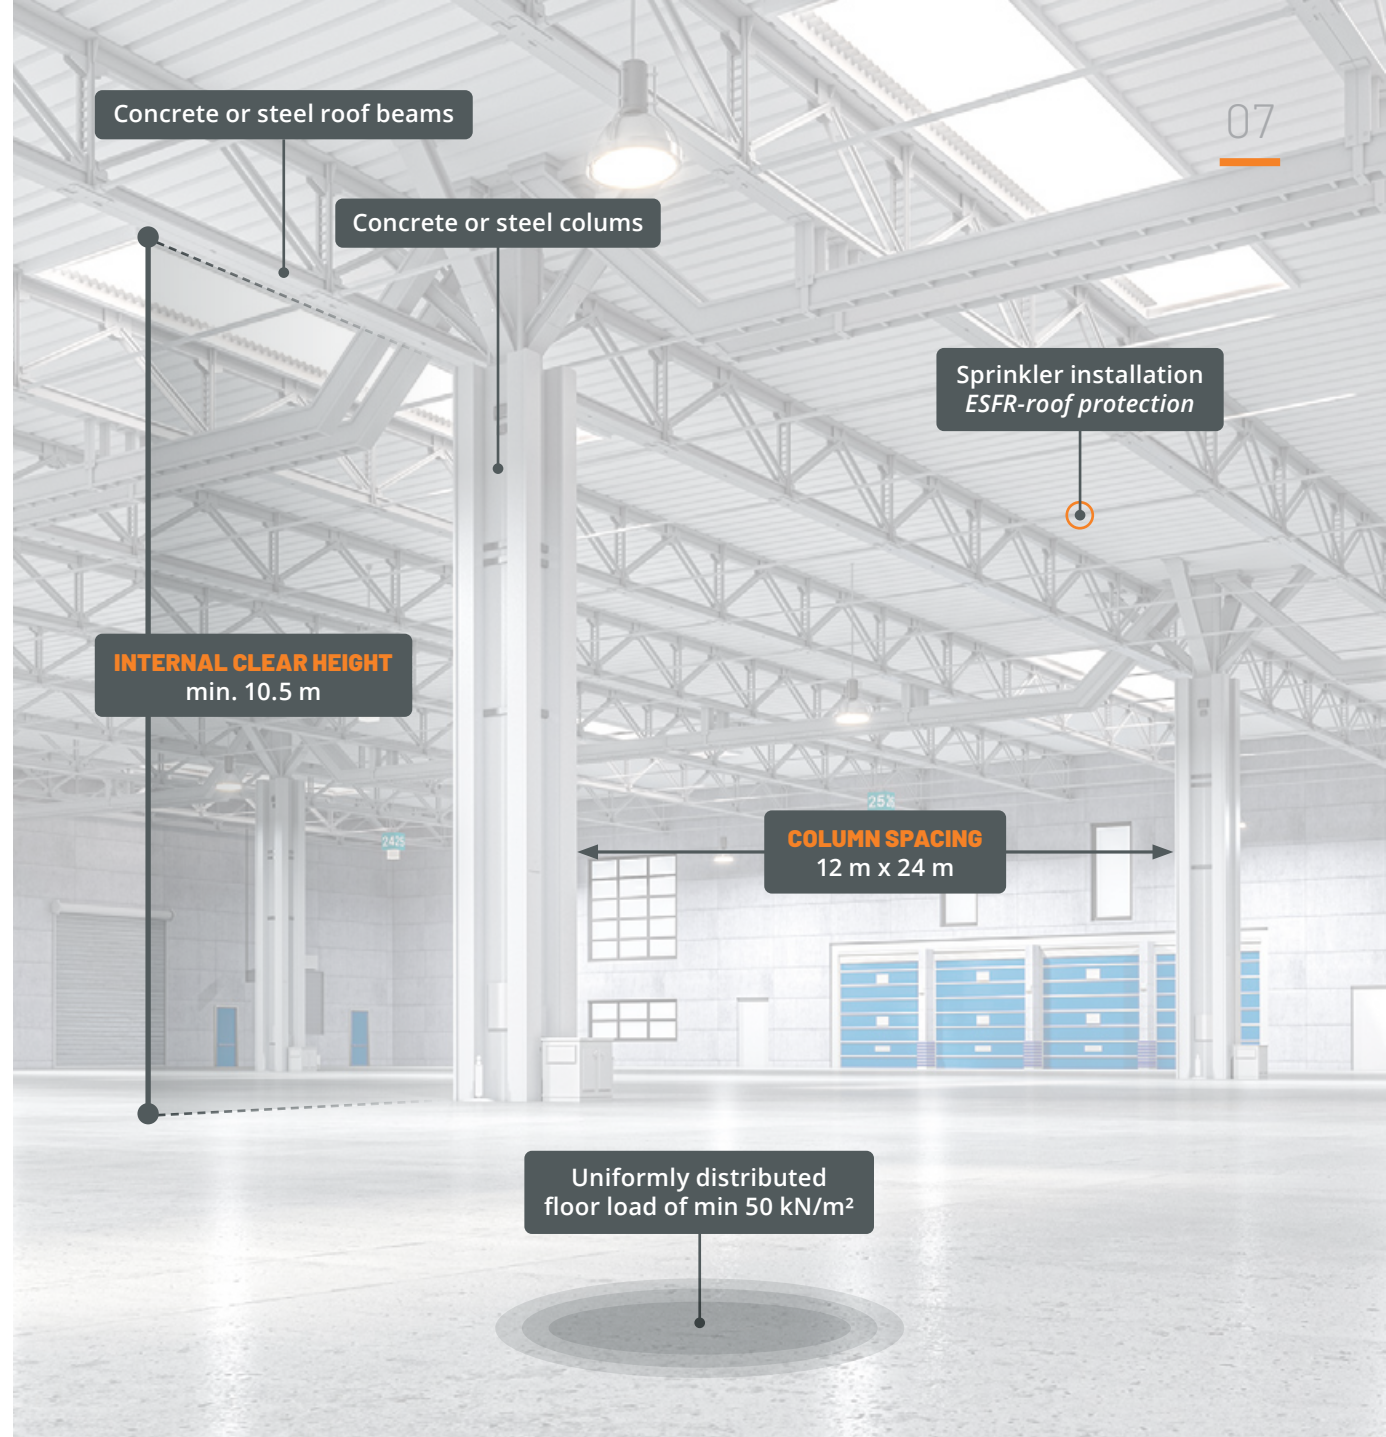 Concrete or steel roof beams
07
Concrete or steel colums
Sprinkler installation
ESFR-roof protection
INTERNAL CLEAR HEIGHT
min. 10.5 m
COLUMN SPACING
12 m x 24 m
Uniformly distributed
floor load of min 50 kN/m²